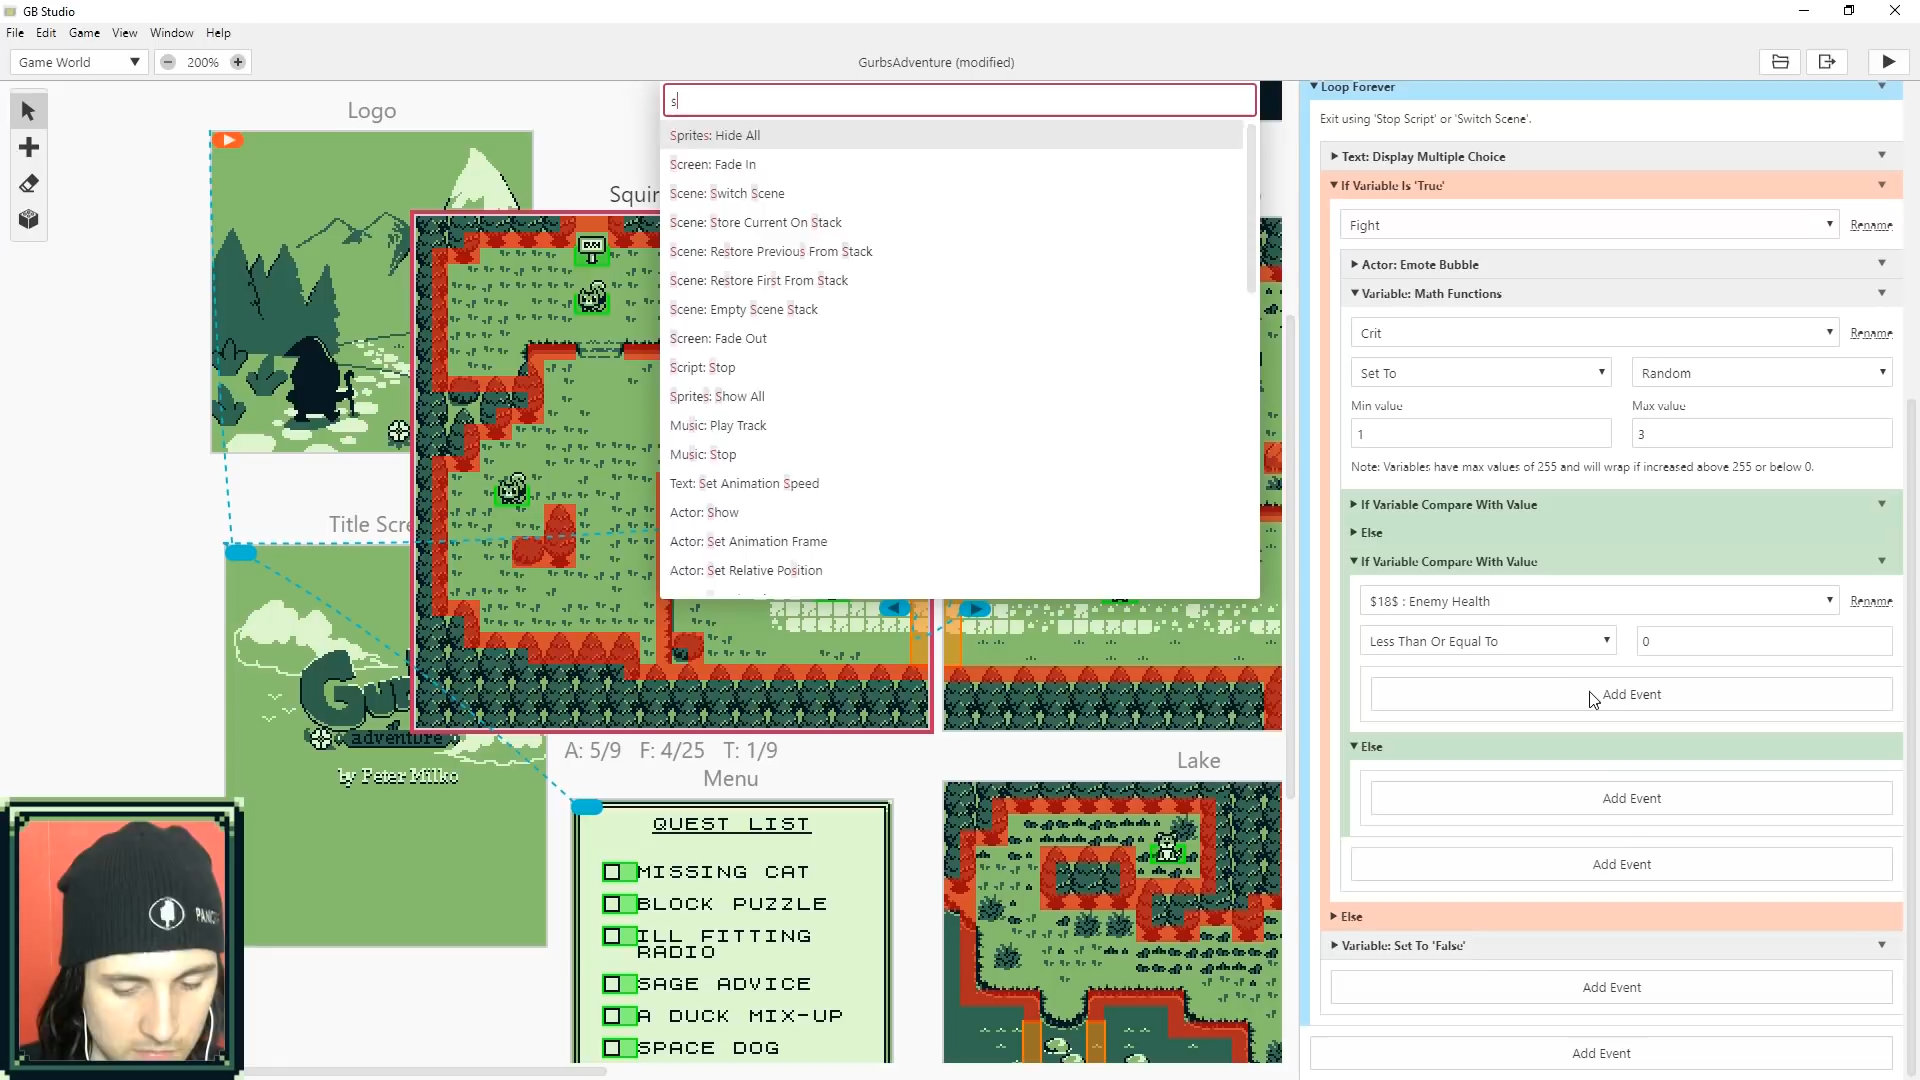 GB Studio
File Edit Game View Window Help
Game World
200%
GurbsAdventure (modified)
Logo
Squir
Title Scre
adventure
by Peter Milko
A: 5/9 F: 4/25 T: 1/9
Menu
QUEST LIST
MISSING CAT
BLOCK PUZZLE
ILL FITTING
RADIO
SAGE ADVICE
A DUCK MIX-UP
SPACE DOG
Lake
s
Sprites: Hide All
Screen: Fade In
Scene: Switch Scene
Scene: Store Current On Stack
Scene: Restore Previous From Stack
Scene: Restore First From Stack
Scene: Empty Scene Stack
Screen: Fade Out
Script: Stop
Sprites: Show All
Music: Play Track
Music: Stop
Text: Set Animation Speed
Actor: Show
Actor: Set Animation Frame
Actor: Set Relative Position
Loop Forever
Exit using 'Stop Script' or 'Switch Scene'.
Text: Display Multiple Choice
If Variable Is 'True'
Fight
Rename
Actor: Emote Bubble
Variable: Math Functions
Crit
Rename
Set To
Random
Min value
Max value
1
3
Note: Variables have max values of 255 and will wrap if increased above 255 or below 0.
If Variable Compare With Value
Else
If Variable Compare With Value
$18$ : Enemy Health
Rename
Less Than Or Equal To
0
Add Event
Else
Add Event
Add Event
Else
Variable: Set To 'False'
Add Event
Add Event